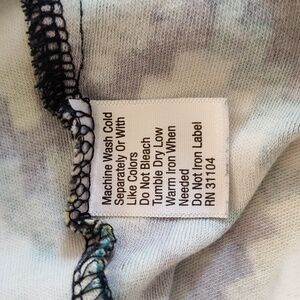 Machine Wash Cold
Separately Or With
Like Colors
Do Not Bleach
Tumble Dry Low
Warm Iron When
Needed
Do Not Iron Label
RN 31104